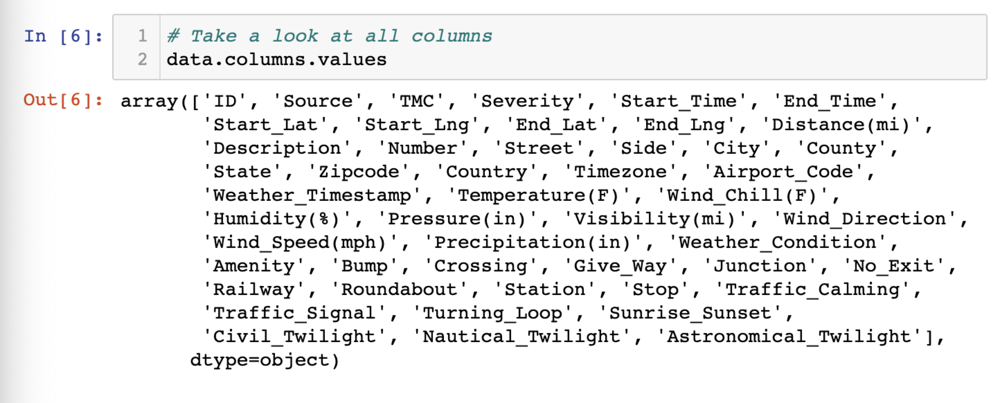 In [6]:
1 # Take a look at all columns
2 data.columns.values
Out[6]: array(['ID', 'Source', 'TMC', 'Severity', 'Start_Time', 'End_Time',
'Start_Lat', 'Start_Lng', 'End_Lat', 'End_Lng', 'Distance(mi)',
'Description', 'Number', 'Street', 'Side', 'City', 'County',
'State', 'Zipcode', 'Country', 'Timezone', 'Airport_Code',
'Weather_Timestamp', 'Temperature(F)', 'Wind_Chill(F)',
'Humidity(%)', 'Pressure(in)', 'Visibility(mi)', 'Wind_Direction',
'Wind_Speed(mph)', 'Precipitation(in)', 'Weather_Condition',
'Amenity', 'Bump', 'Crossing', 'Give_Way', 'Junction', 'No_Exit',
'Railway', 'Roundabout', 'Station', 'Stop', 'Traffic_Calming',
'Traffic_Signal', 'Turning_Loop', 'Sunrise_Sunset',
'Civil_Twilight', 'Nautical_Twilight', 'Astronomical_Twilight'],
dtype=object)